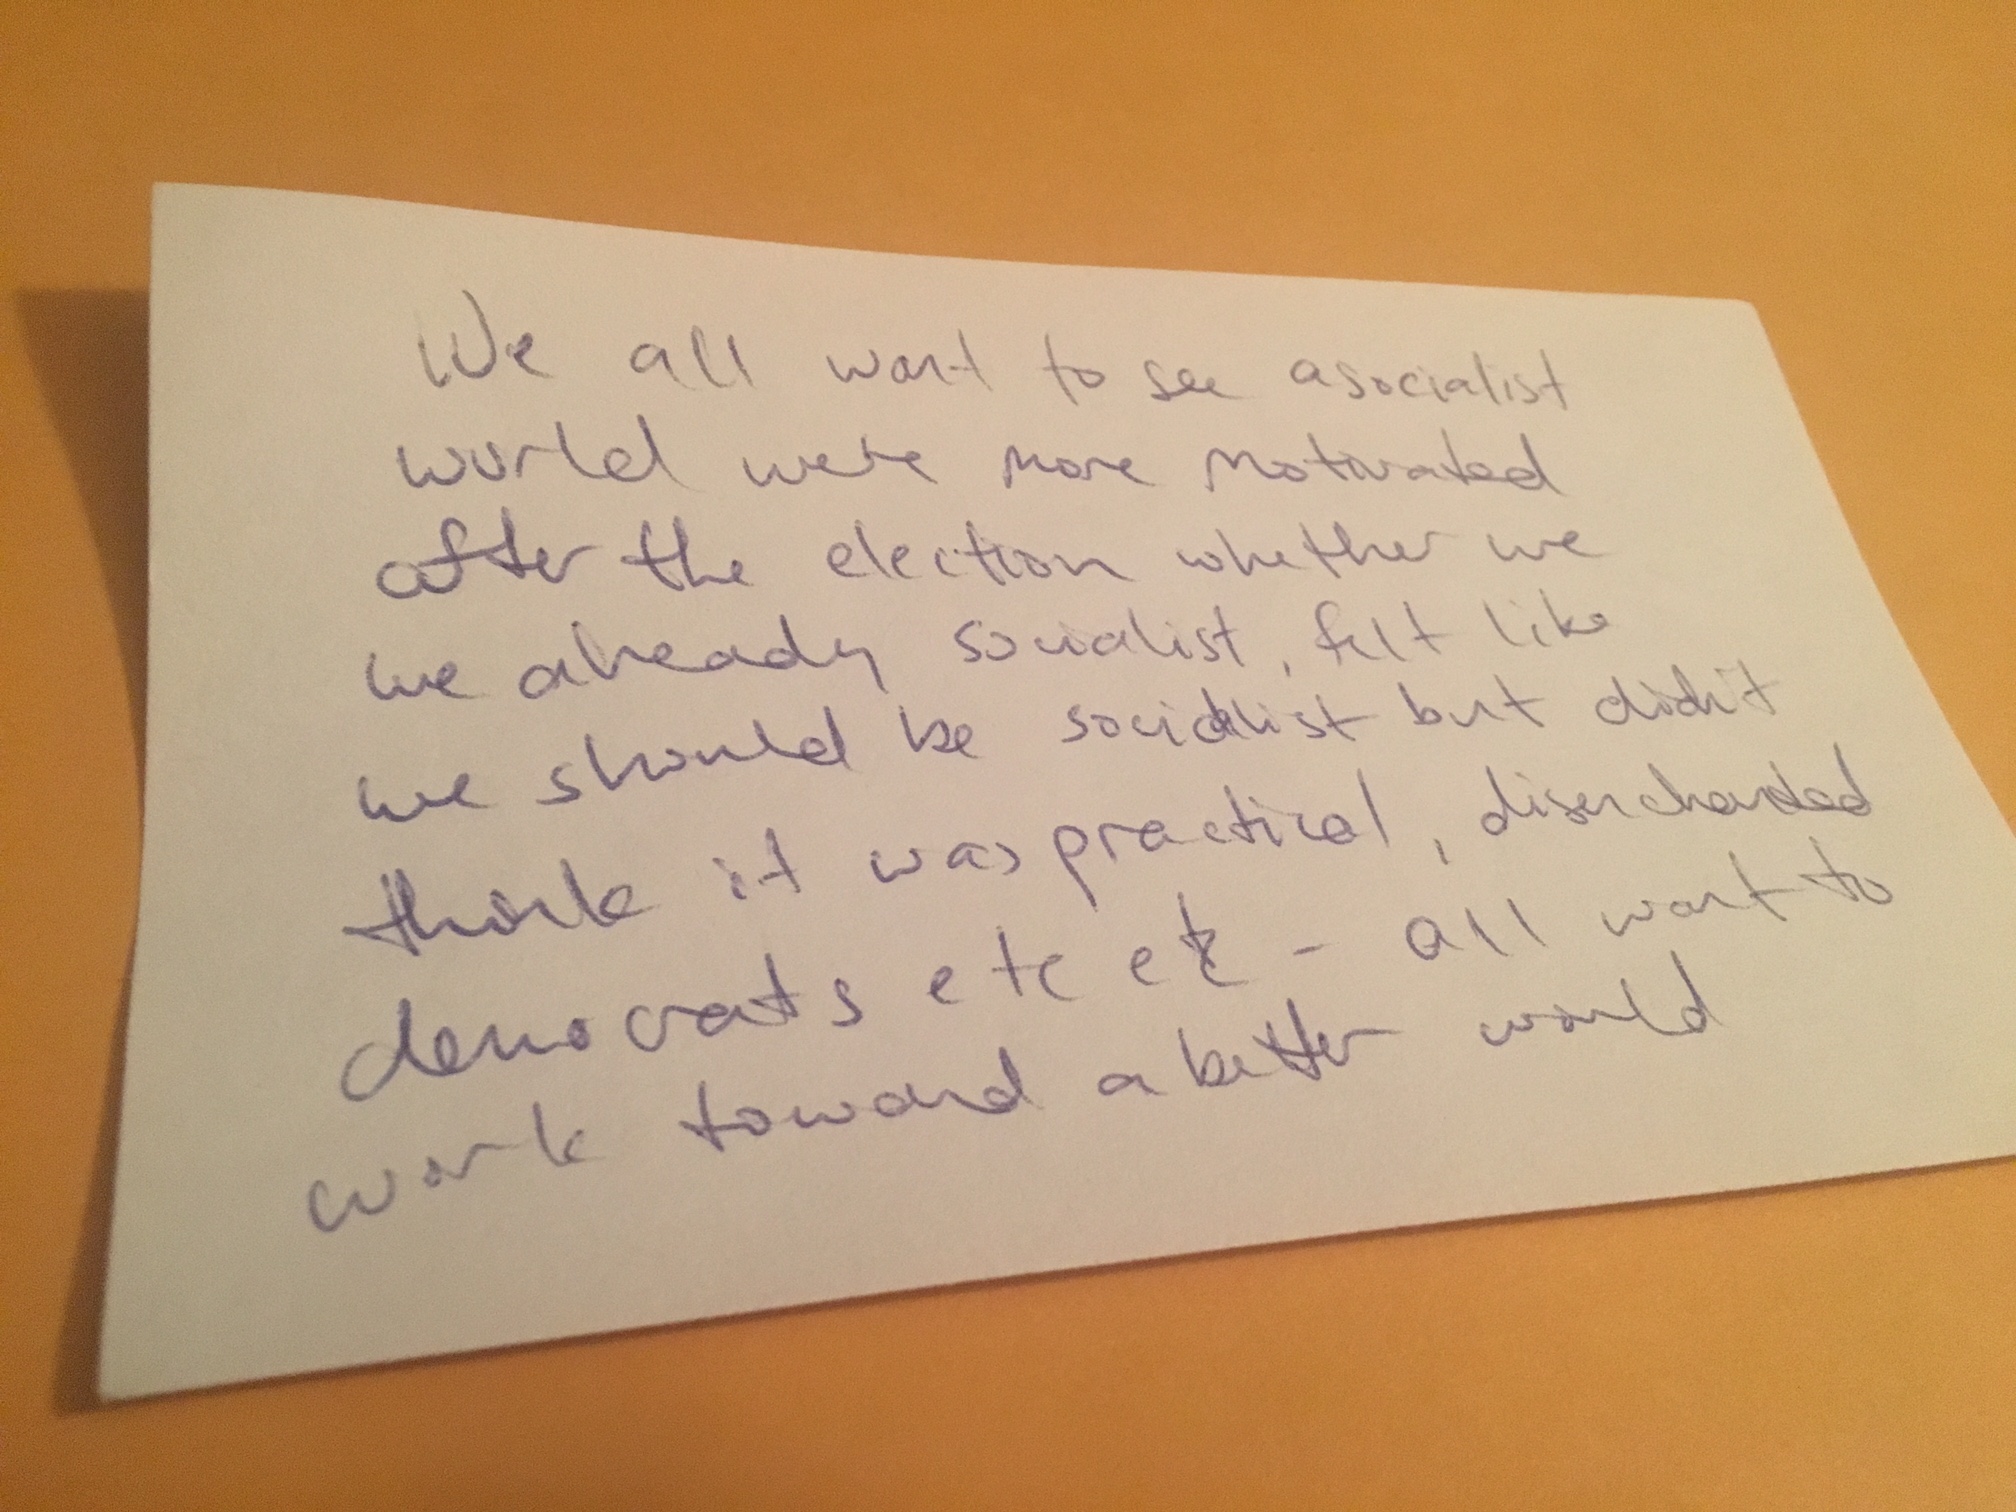 We all want to see a socialist
world we're more motivated
after the election whether we
we already socialist, felt like
we should be socialist but didn't
think it was practical, disenchanted
democrats etc etc - all want to
work toward a better world